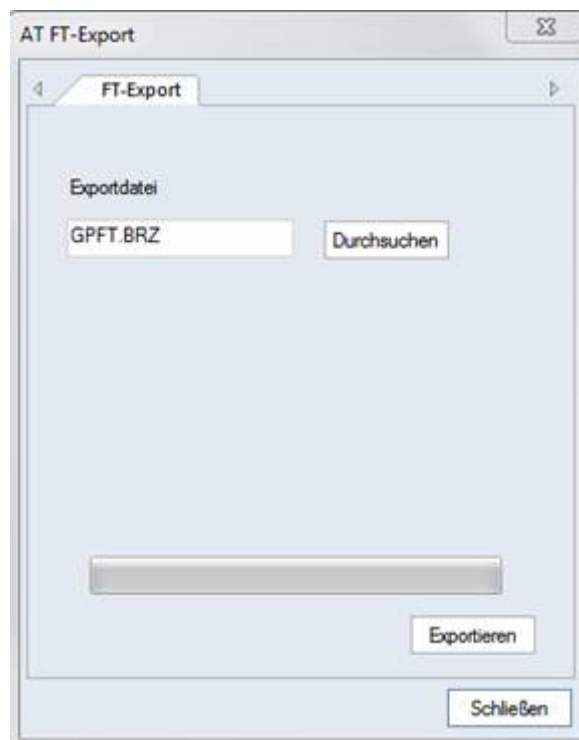 AT FT-Export
FT-Export
Exportdatei
GPFT.BRZ
Durchsuchen
Exportieren
Schließen